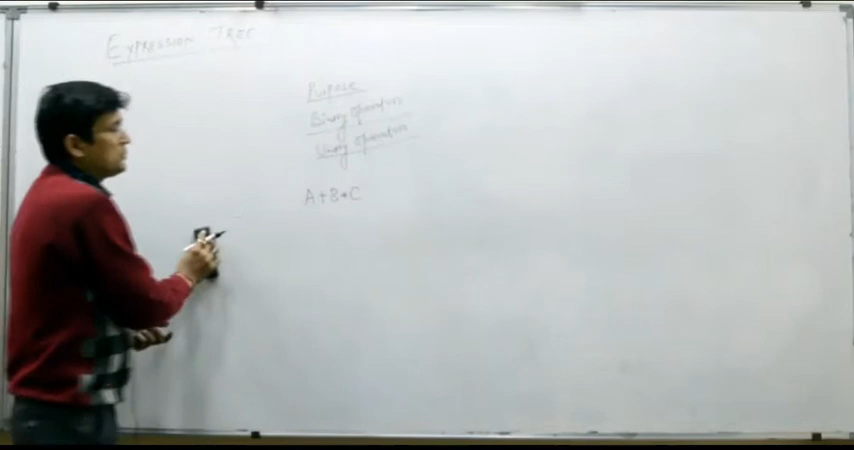 EXPRESSION TREE
Purpose
Binary operators
Unary operators
A+B*C